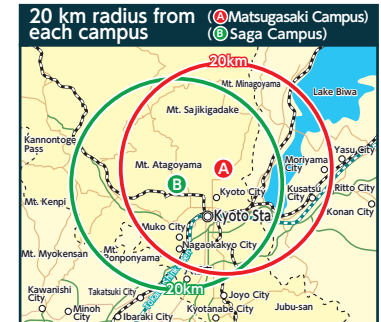 20 km radius from
each campus
(AMatsugasaki Campus)
(BSaga Campus)
20km
Mt. Minagoyama
Lake Biwa
Mt. Sajikigadake
Kannontoge
Pass
Mt. Atagoyama
A
B
Moriyama
City
Yasu City
Mt. Kenpi
Kyoto City
Kusatsu
City
Ritto City
Kyoto Sta
Konan City
Muko City
Nagaokakyo City
Mt. Myokensan
Mt.
Ponponyama
20km
Kawanishi
City
Takatsuki City
Joyo City
Minoh
City
Ibaraki City
Kyotanabe City
Jubu-san